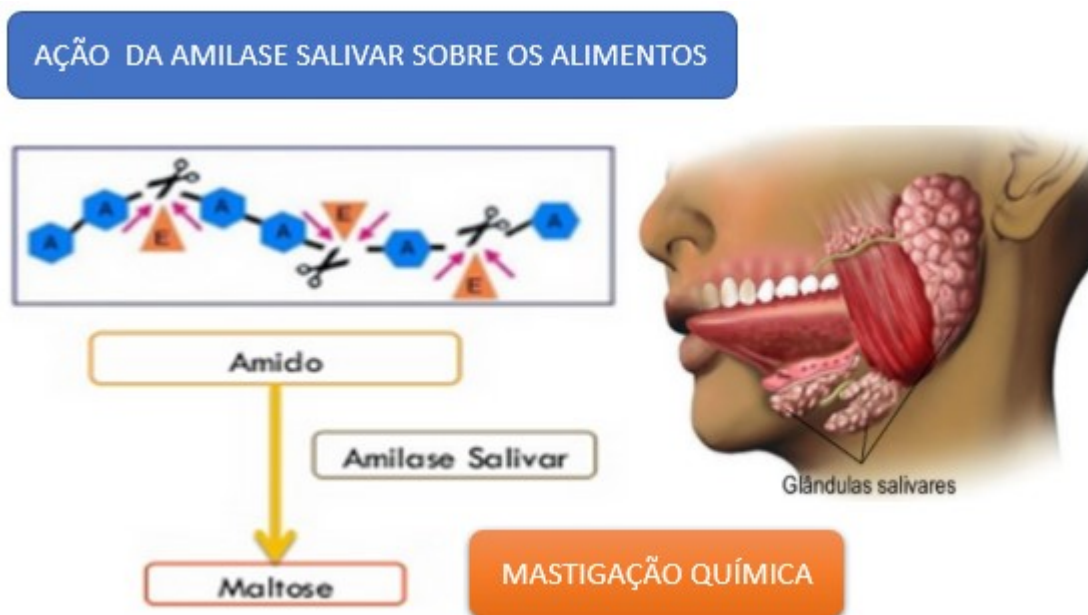 AÇÃO DA AMILASE SALIVAR SOBRE OS ALIMENTOS
A
A
E
A
A
E
A
E
A
Amido
Amilase Salivar
Maltose
Glândulas salivares
MASTIGAÇÃO QUÍMICA